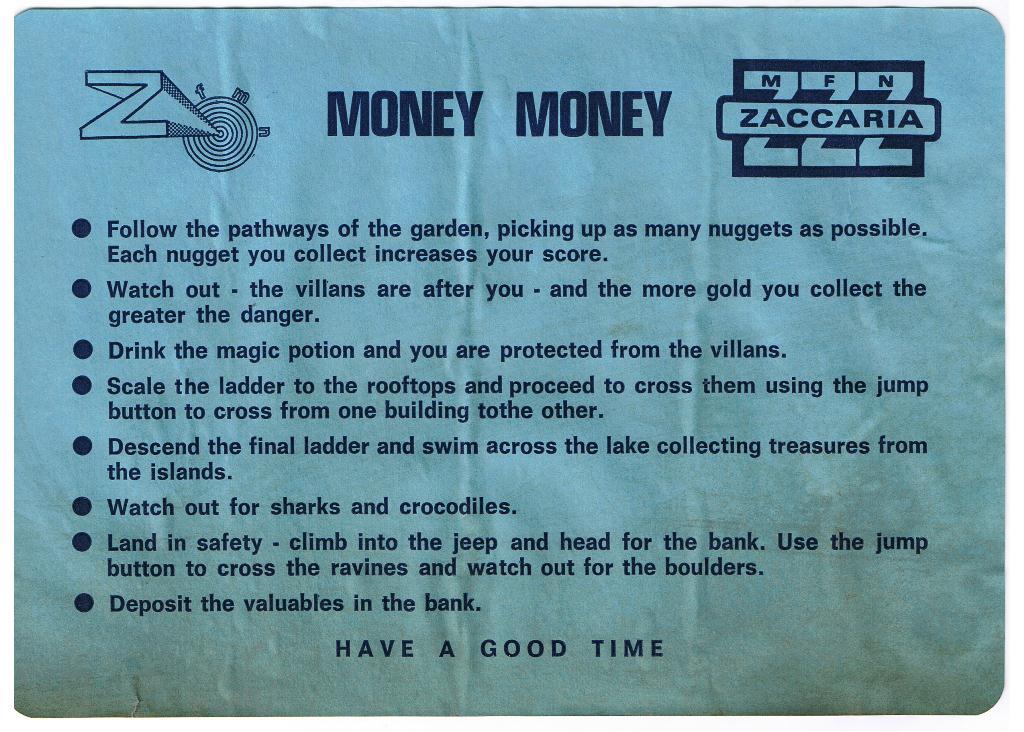 Z f m
MONEY MONEY
M F N
ZACCARIA
● Follow the pathways of the garden, picking up as many nuggets as possible.
Each nugget you collect increases your score.
● Watch out - the villans are after you - and the more gold you collect the
greater the danger.
● Drink the magic potion and you are protected from the villans.
● Scale the ladder to the rooftops and proceed to cross them using the jump
button to cross from one building tothe other.
● Descend the final ladder and swim across the lake collecting treasures from
the islands.
● Watch out for sharks and crocodiles.
● Land in safety - climb into the jeep and head for the bank. Use the jump
button to cross the ravines and watch out for the boulders.
● Deposit the valuables in the bank.
HAVE A GOOD TIME